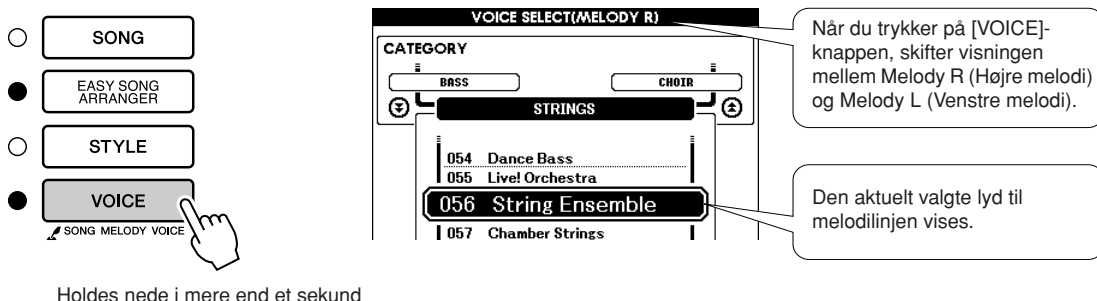 SONG
EASY SONG
ARRANGER
STYLE
VOICE
SONG MELODY VOICE
Holdes nede i mere end et sekund
VOICE SELECT(MELODY R)
CATEGORY
BASS
CHOIR
STRINGS
054 Dance Bass
055 Live! Orchestra
056 String Ensemble
057 Chamber Strings
Når du trykker på [VOICE]-
knappen, skifter visningen
mellem Melody R (Højre melodi)
og Melody L (Venstre melodi).
Den aktuelt valgte lyd til
melodilinjen vises.